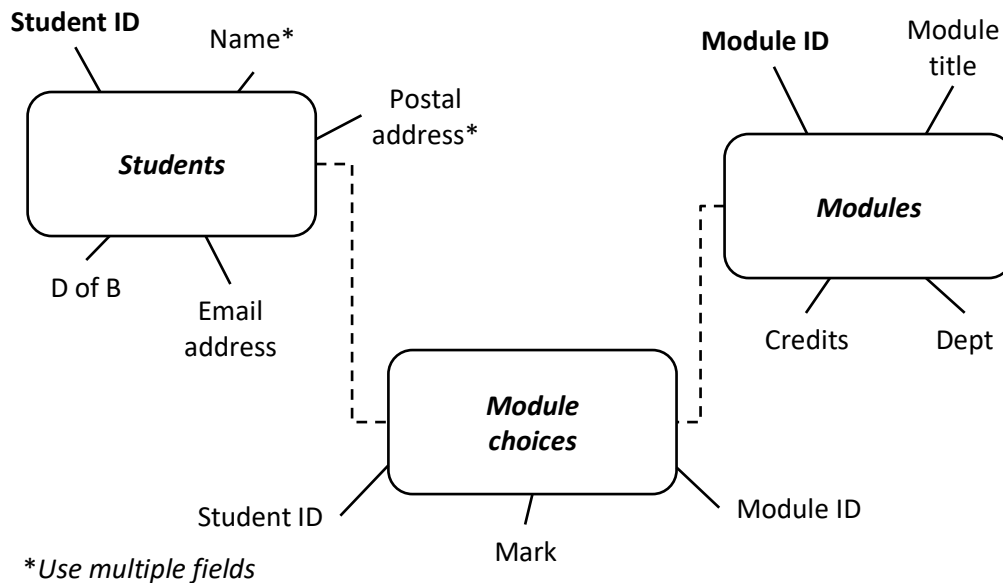 Student ID
Name*
Postal
address*
Students
D of B
Email
address
Module ID
Module
title
Modules
Credits
Dept
Module
choices
Student ID
Mark
Module ID
*Use multiple fields